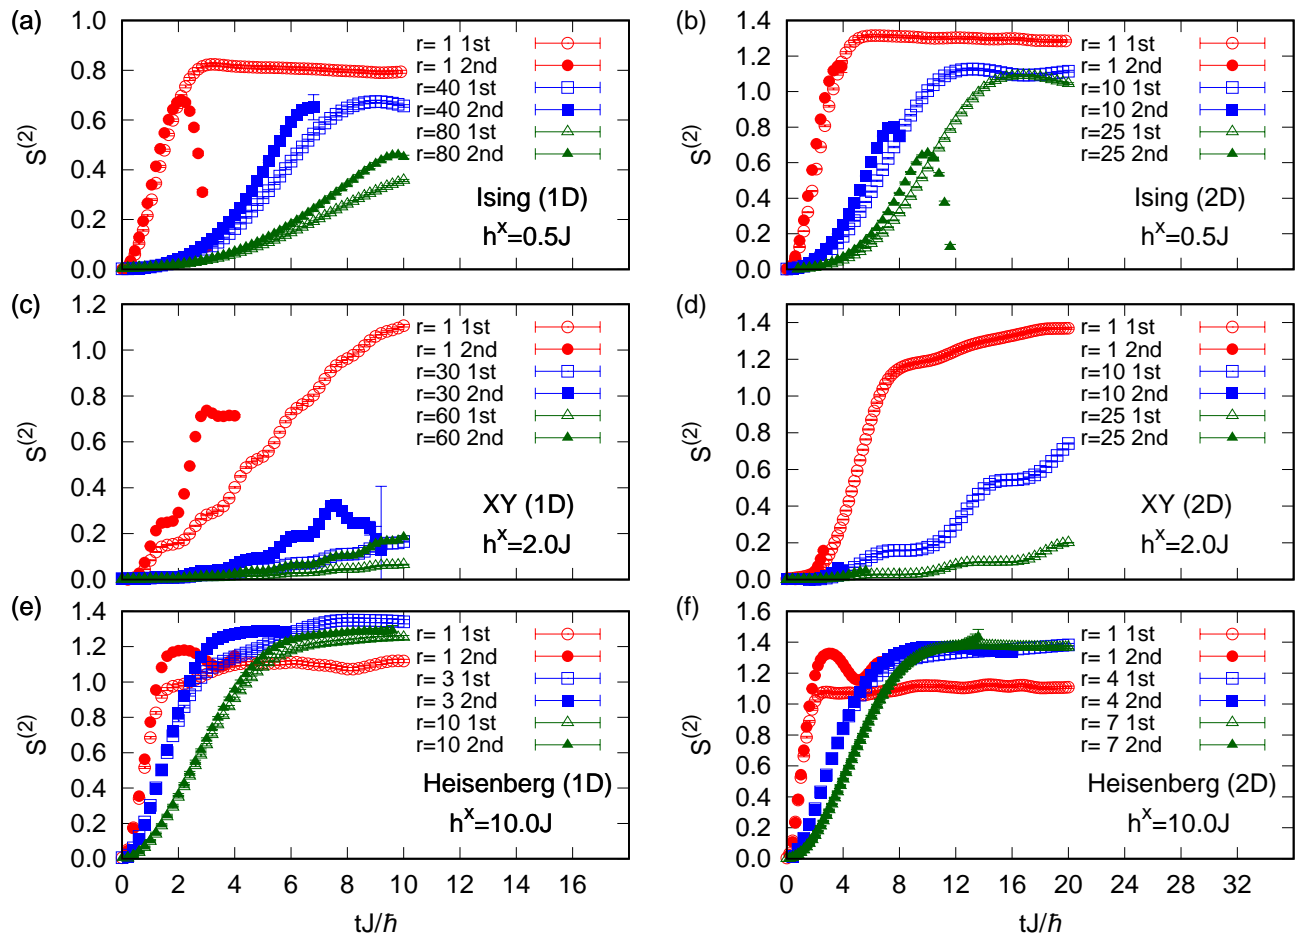 (a)
1.0
0.8
0.6
0.4
0.2
0.0
S(2)
r= 1 1st
r= 1 2nd
r=40 1st
r=40 2nd
r=80 1st
r=80 2nd
Ising (1D)
hx=0.5J
(b)
1.4
1.2
1.0
0.8
0.6
0.4
0.2
0.0
S(2)
r= 1 1st
r= 1 2nd
r=10 1st
r=10 2nd
r=25 1st
r=25 2nd
Ising (2D)
hx=0.5J
(c)
1.2
1.0
0.8
0.6
0.4
0.2
0.0
S(2)
r= 1 1st
r= 1 2nd
r=30 1st
r=30 2nd
r=60 1st
r=60 2nd
XY (1D)
hx=2.0J
(d)
1.4
1.2
1.0
0.8
0.6
0.4
0.2
0.0
S(2)
r= 1 1st
r= 1 2nd
r=10 1st
r=10 2nd
r=25 1st
r=25 2nd
XY (2D)
hx=2.0J
(e)
1.4
1.2
1.0
0.8
0.6
0.4
0.2
0.0
S(2)
r= 1 1st
r= 1 2nd
r= 3 1st
r= 3 2nd
r=10 1st
r=10 2nd
Heisenberg (1D)
hx=10.0J
0 2 4 6 8 10 12 14 16
tJ/ℏ
(f)
1.6
1.4
1.2
1.0
0.8
0.6
0.4
0.2
0.0
S(2)
r= 1 1st
r= 1 2nd
r= 4 1st
r= 4 2nd
r= 7 1st
r= 7 2nd
Heisenberg (2D)
hx=10.0J
0 4 8 12 16 20 24 28 32
tJ/ℏ